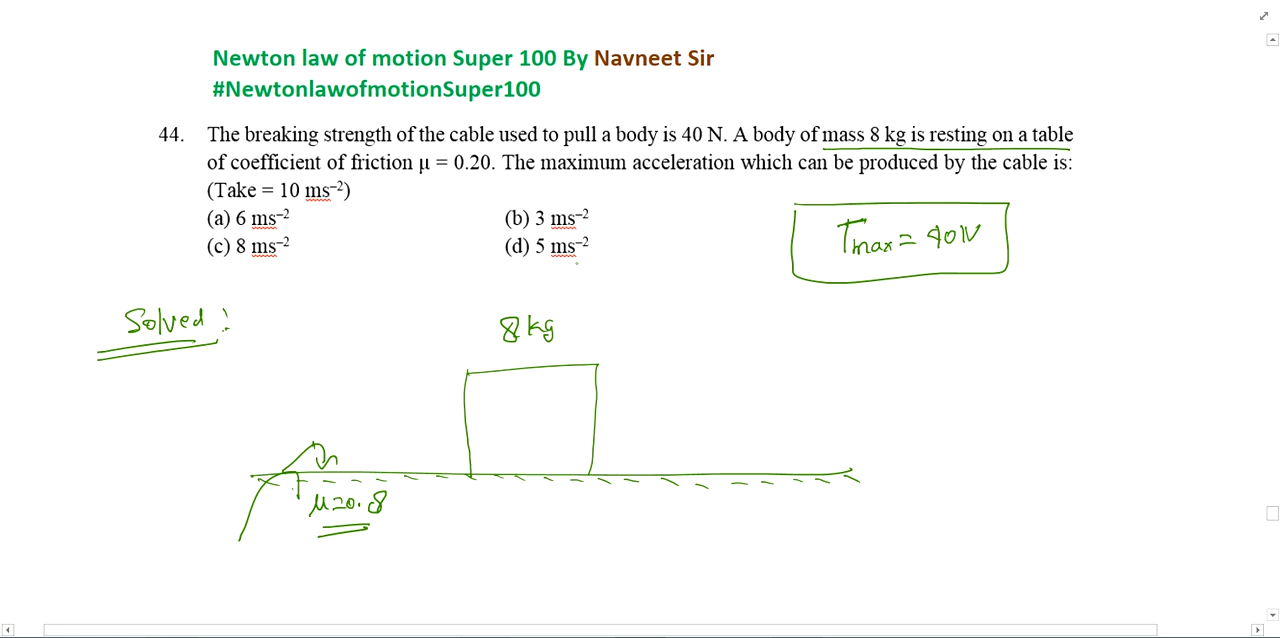 Newton law of motion Super 100 By Navneet Sir
#NewtonlawofmotionSuper100
44. The breaking strength of the cable used to pull a body is 40 N. A body of mass 8 kg is resting on a table
of coefficient of friction μ = 0.20. The maximum acceleration which can be produced by the cable is:
(Take = 10 ms⁻²)
(a) 6 ms⁻² (b) 3 ms⁻²
(c) 8 ms⁻² (d) 5 ms⁻²
Tmax = 40N
Solved :
8 kg
μ=0.8